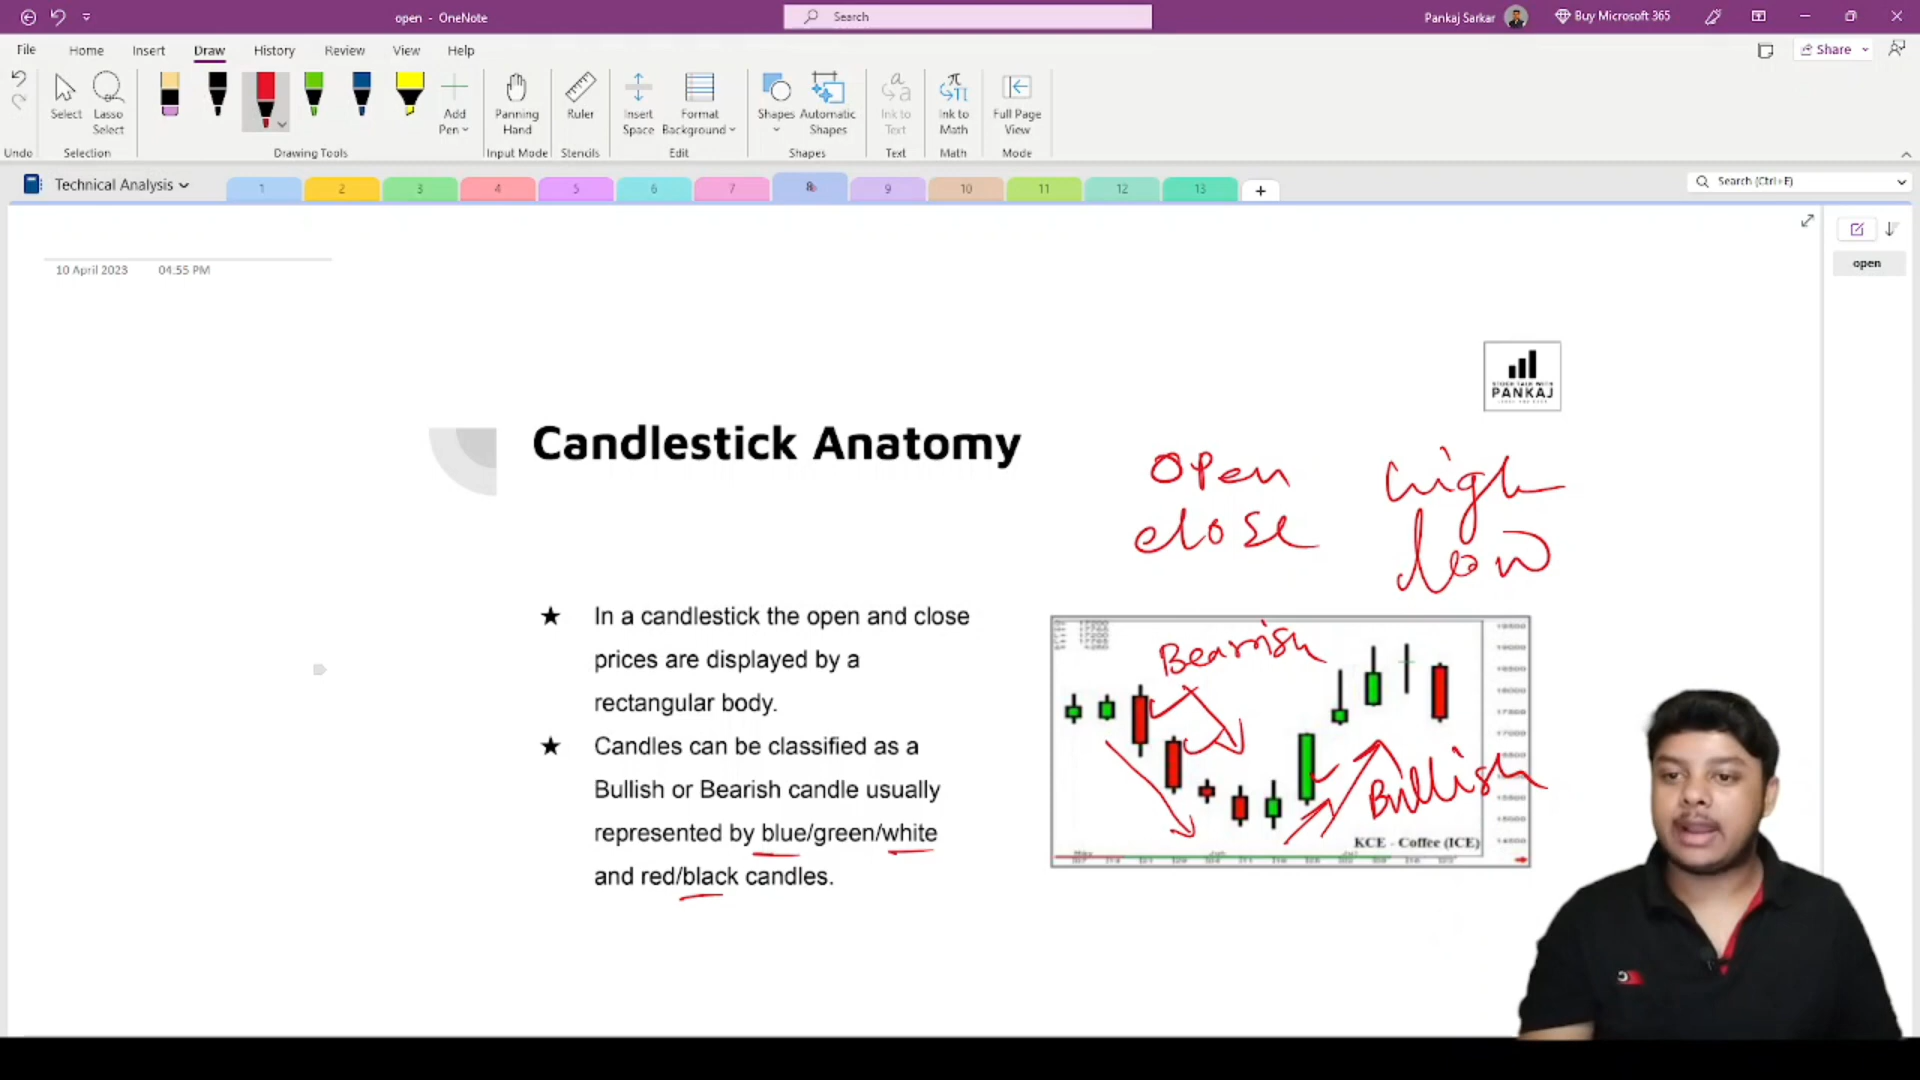 open - OneNote
Search
Pankaj Sarkar
Buy Microsoft 365
File Home Insert Draw History Review View Help
Share
Select
Lasso Select
Add Pen
Panning Hand
Ruler
Insert Space
Format Background
Shapes
Automatic Shapes
Ink to Text
Ink to Math
Full Page View
Undo Selection Drawing Tools Input Mode Stencils Edit Shapes Text Math Mode
Technical Analysis 1 2 3 4 5 6 7 8 9 10 11 12 13 +
Search (Ctrl+E)
open
10 April 2023 04:55 PM
PANKAJ
Candlestick Anatomy
open high
close low
In a candlestick the open and close
prices are displayed by a
rectangular body.
Candles can be classified as a
Bullish or Bearish candle usually
represented by blue/green/white
and red/black candles.
Bearrish
Bullish
KCE - Coffee (ICE)